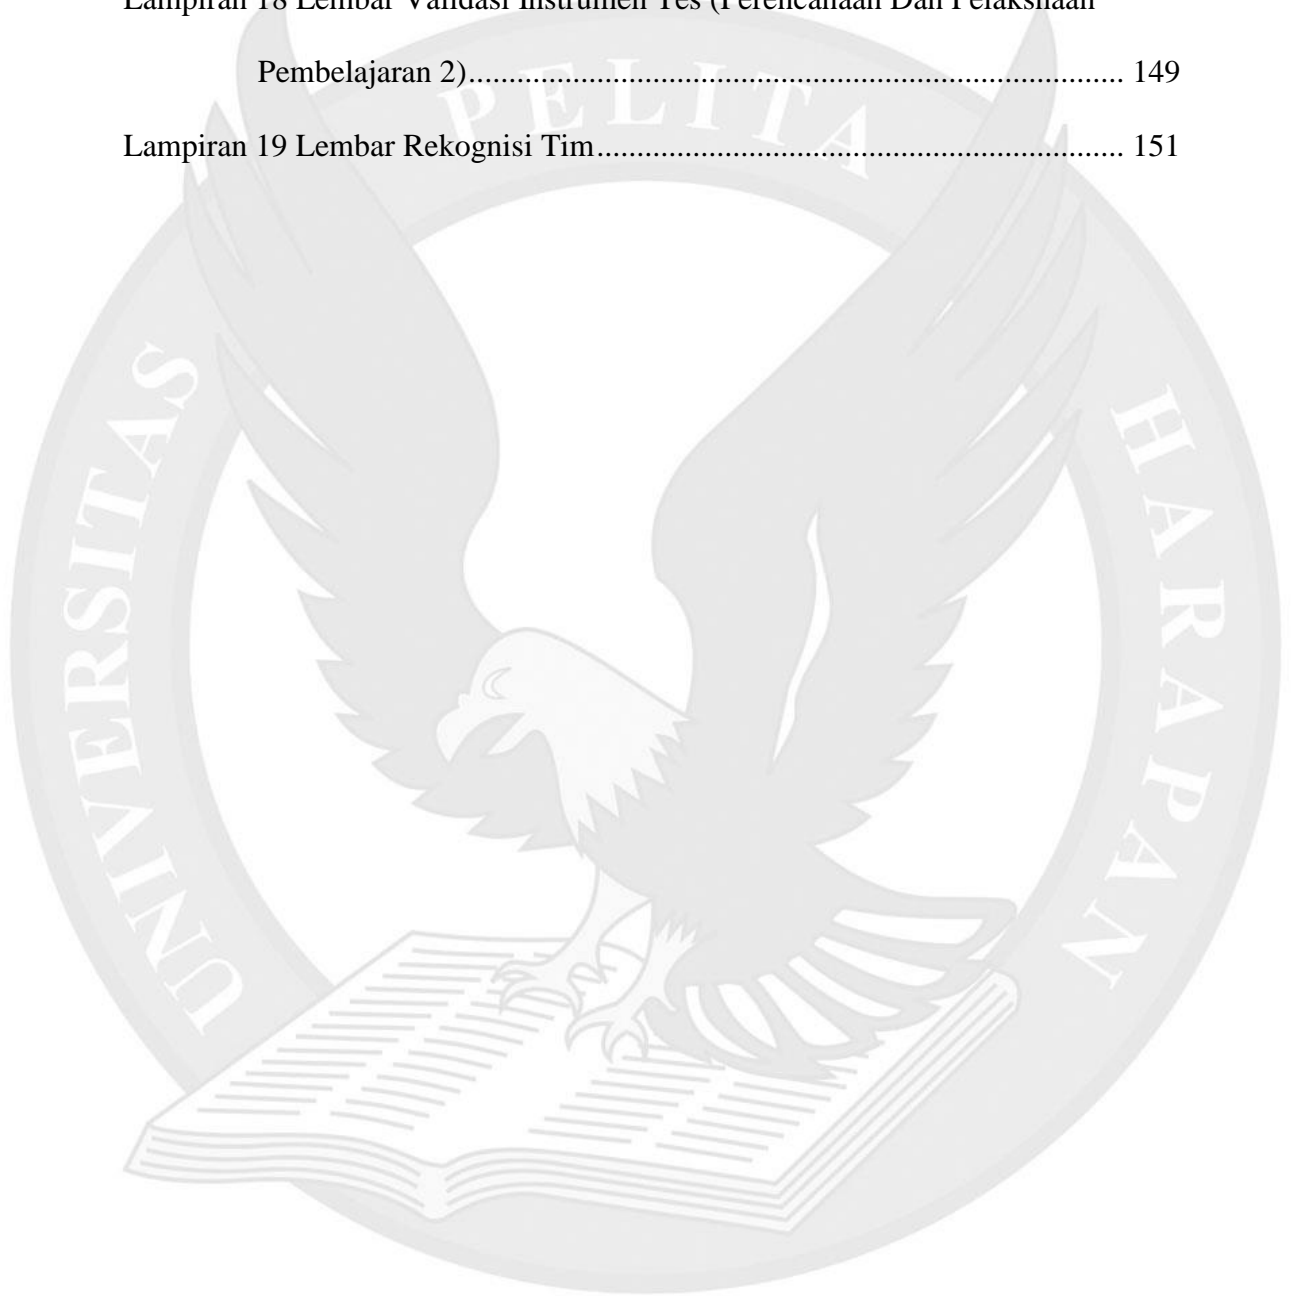 Lampiran 18 Lembar Validasi Instrumen Tes (Perencanaan Dan Pelaksnaan
Pembelajaran 2)................................................................................. 149
Lampiran 19 Lembar Rekognisi Tim................................................................. 151
UNIVERSITAS PELITA HARAPAN